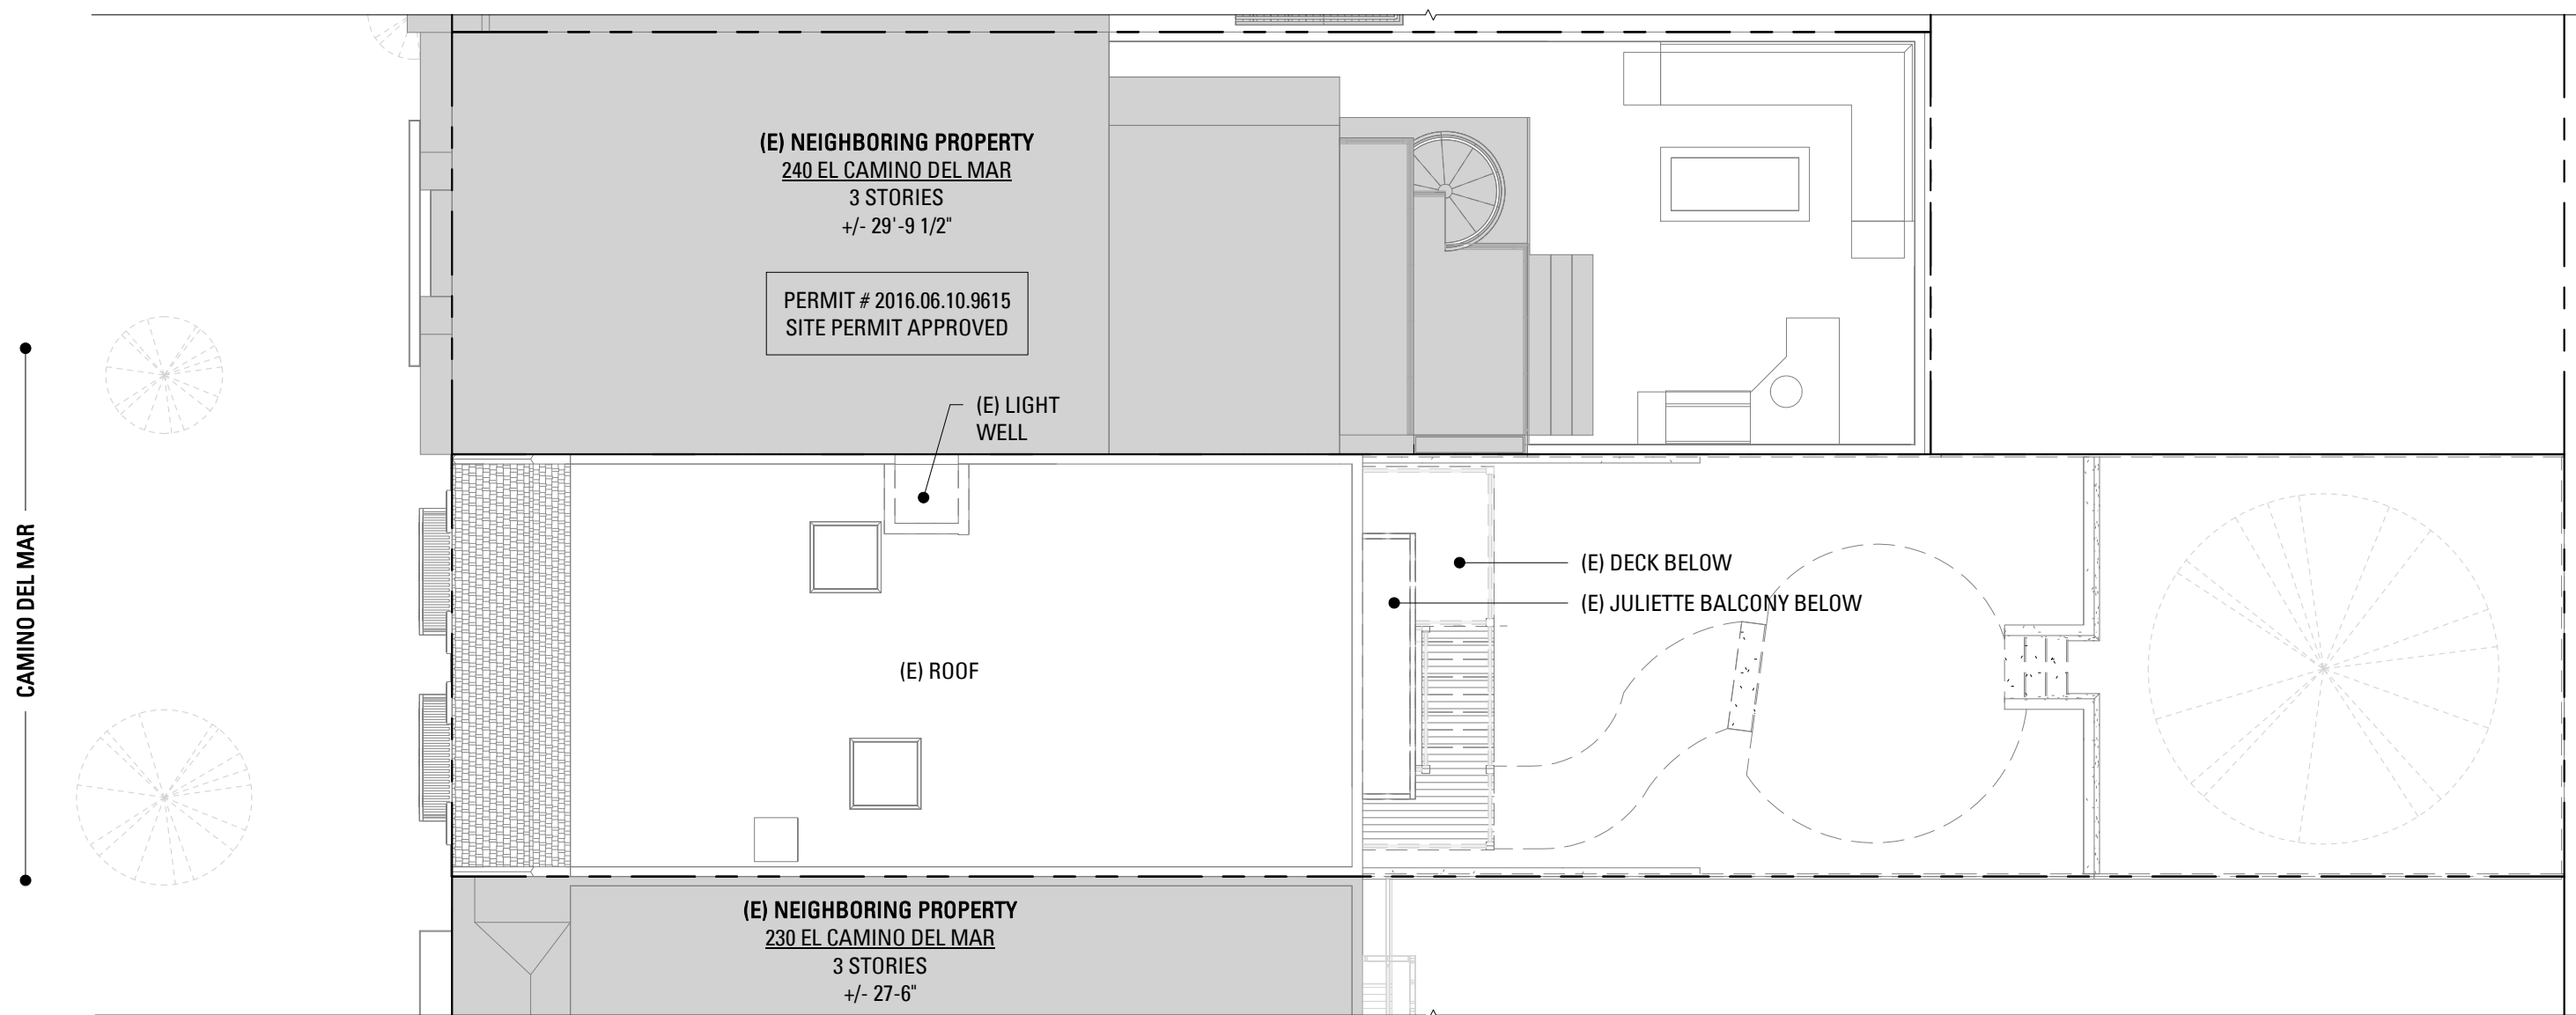 (E) NEIGHBORING PROPERTY
240 EL CAMINO DEL MAR
3 STORIES
+/- 29'-9 1/2"
PERMIT # 2016.06.10.9615
SITE PERMIT APPROVED
(E) LIGHT
WELL
CAMINO DEL MAR
(E) DECK BELOW
(E) JULIETTE BALCONY BELOW
(E) ROOF
(E) NEIGHBORING PROPERTY
230 EL CAMINO DEL MAR
3 STORIES
+/- 27-6"